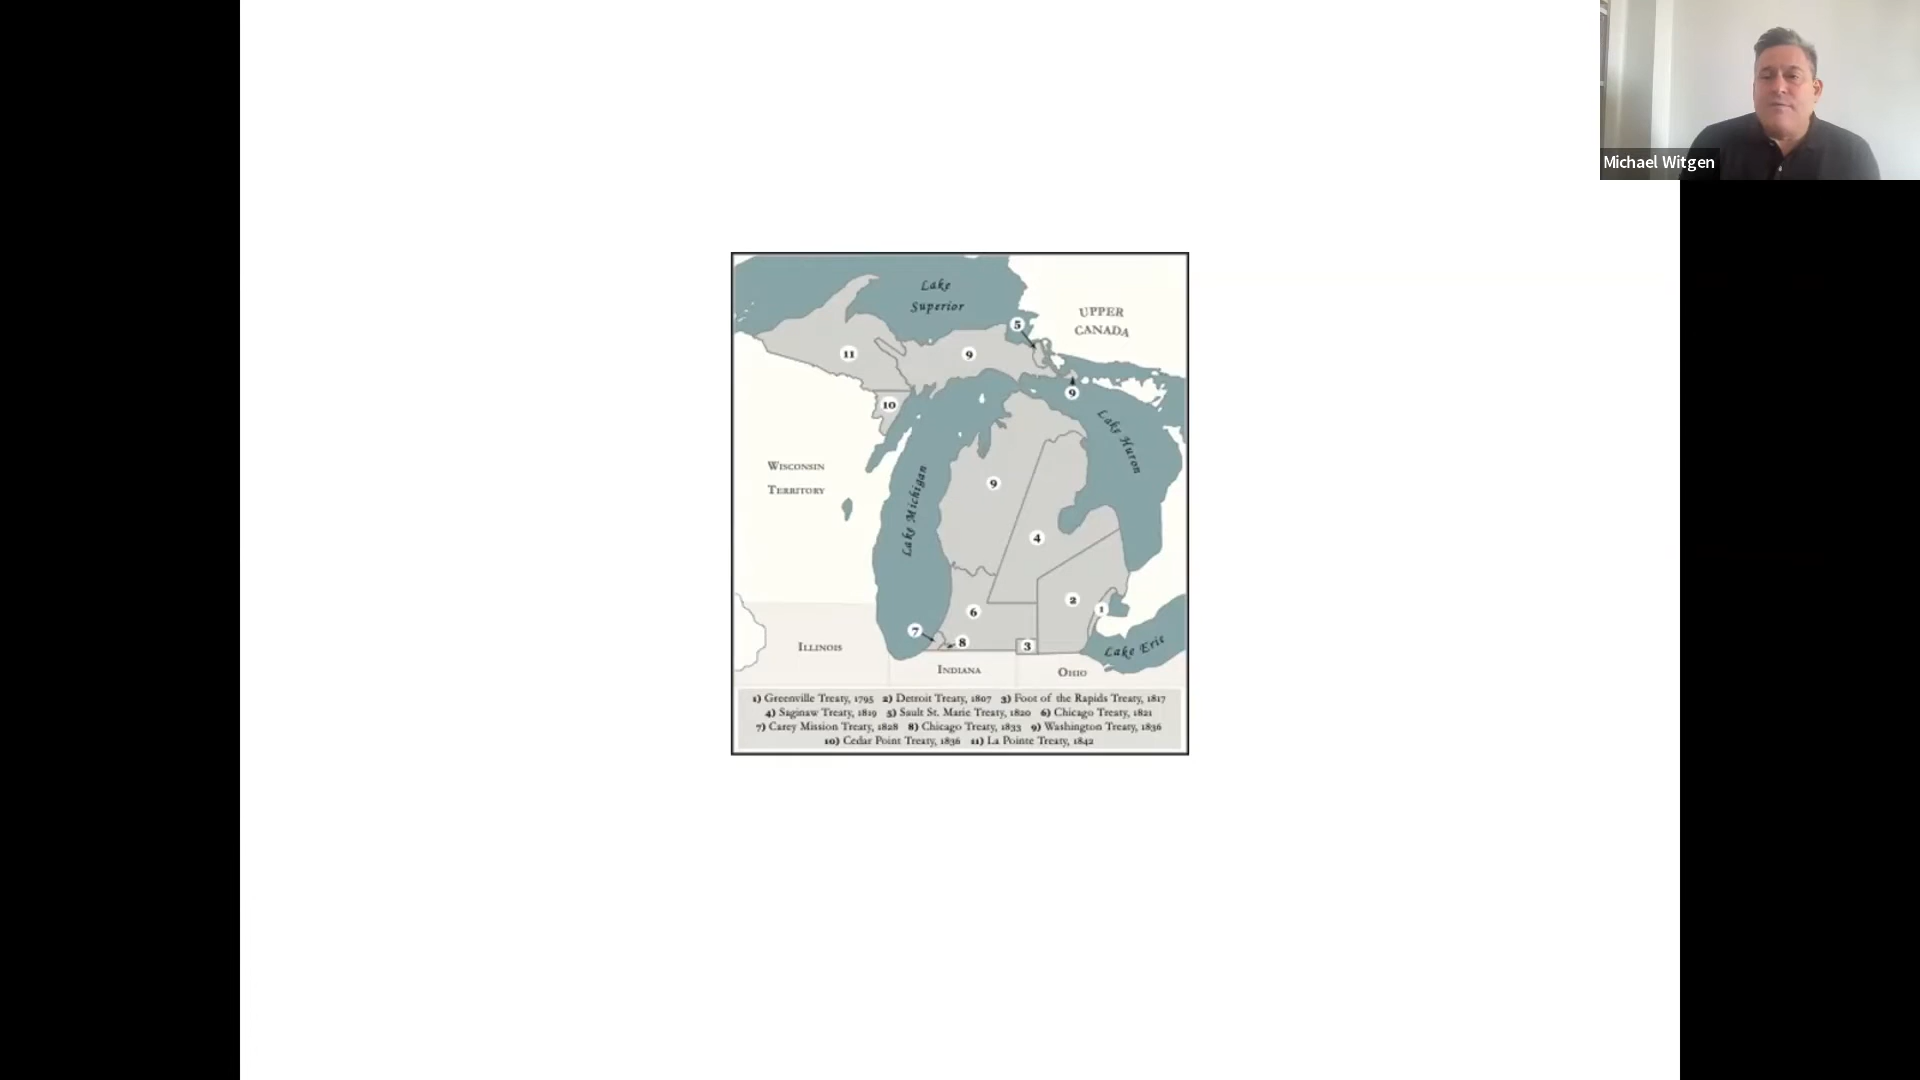 Michael Witgen
Lake
Superior
UPPER
CANADA
5
11
9
9
10
Lake Huron
WISCONSIN
TERRITORY
Lake Michigan
9
4
2
1
6
7
8
3
ILLINOIS
Lake Erie
INDIANA
OHIO
1) Greenville Treaty, 1795 2) Detroit Treaty, 1807 3) Foot of the Rapids Treaty, 1817
4) Saginaw Treaty, 1819 5) Sault St. Marie Treaty, 1820 6) Chicago Treaty, 1821
7) Carey Mission Treaty, 1828 8) Chicago Treaty, 1833 9) Washington Treaty, 1836
10) Cedar Point Treaty, 1836 11) La Pointe Treaty, 1842